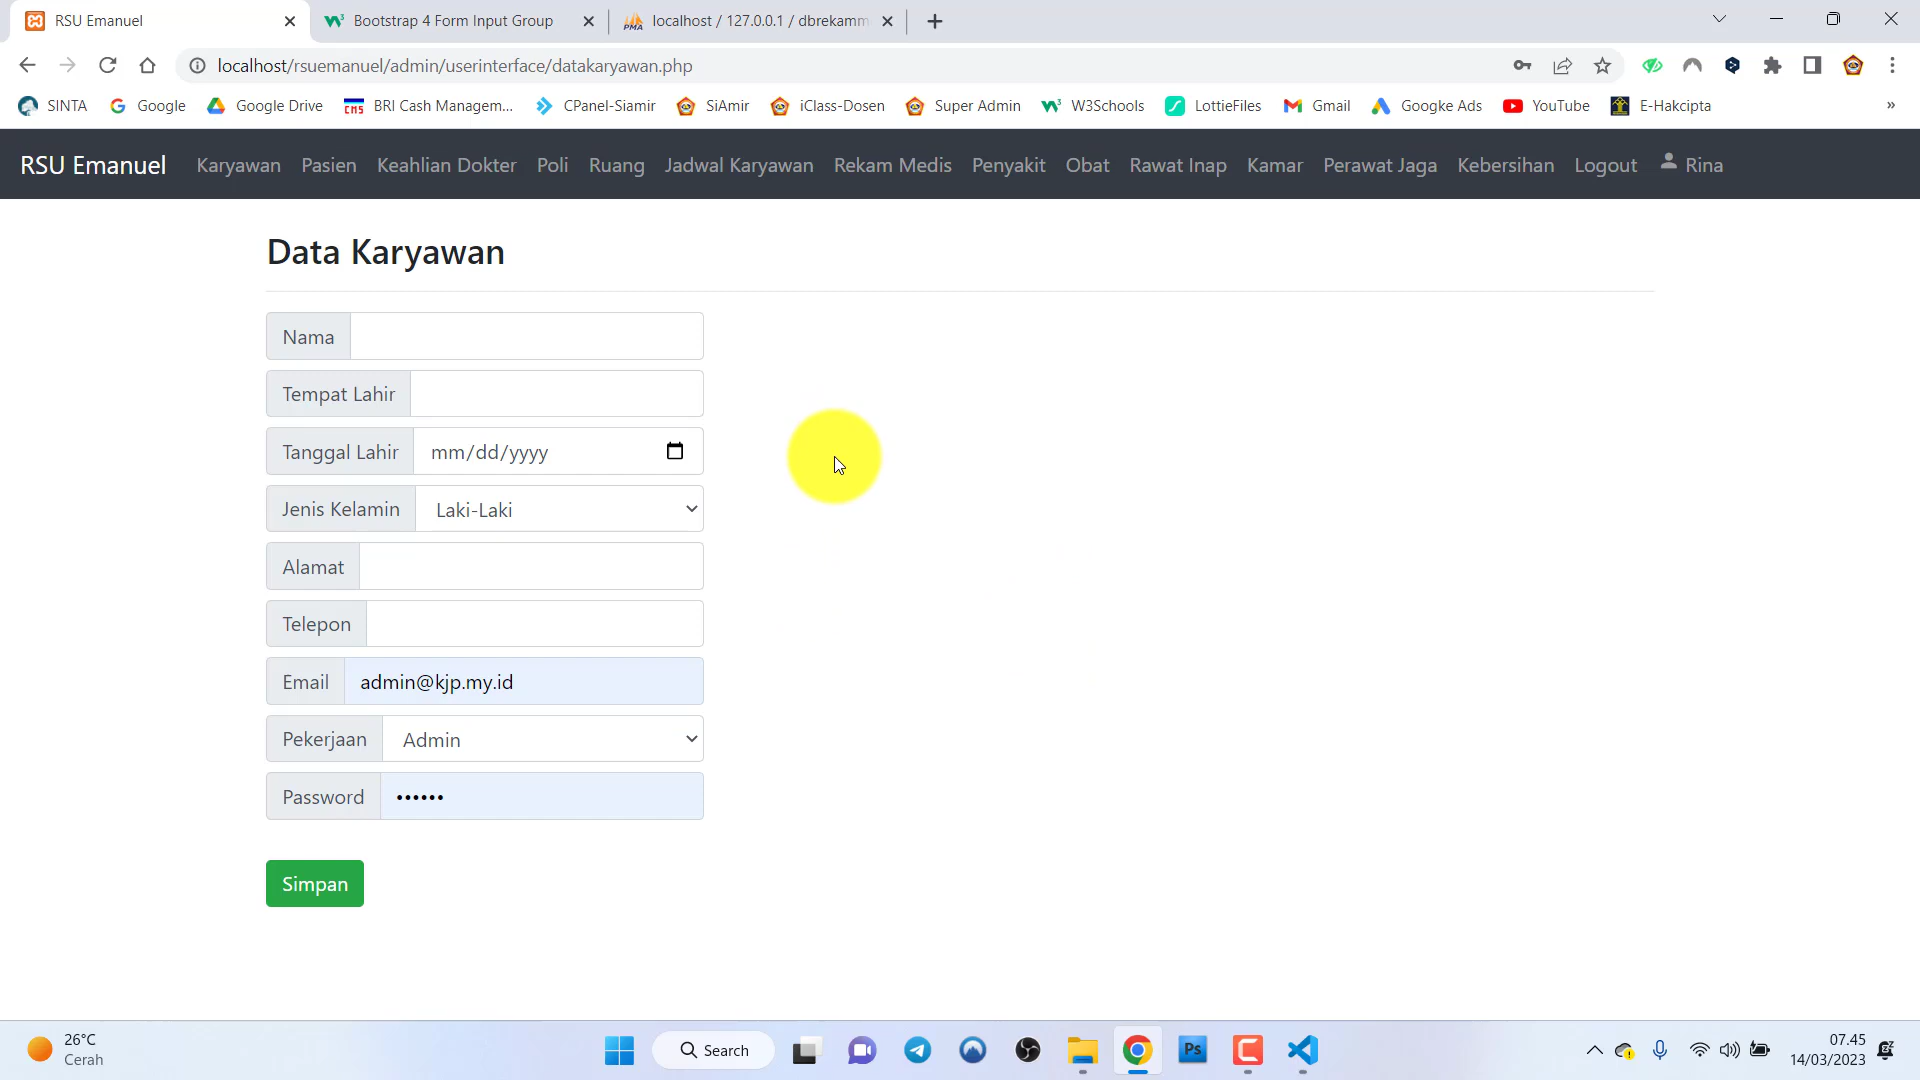 RSU Emanuel
Bootstrap 4 Form Input Group
localhost / 127.0.0.1 / dbrekamm
localhost/rsuemanuel/admin/userinterface/datakaryawan.php
SINTA Google Google Drive BRI Cash Managem... CPanel-Siamir SiAmir iClass-Dosen Super Admin W3Schools LottieFiles Gmail Googke Ads YouTube E-Hakcipta »
RSU Emanuel Karyawan Pasien Keahlian Dokter Poli Ruang Jadwal Karyawan Rekam Medis Penyakit Obat Rawat Inap Kamar Perawat Jaga Kebersihan Logout Rina
Data Karyawan
Nama
Tempat Lahir
Tanggal Lahir mm/dd/yyyy
Jenis Kelamin Laki-Laki
Alamat
Telepon
Email admin@kjp.my.id
Pekerjaan Admin
Password ••••••
Simpan
26°C
Cerah
Search
07.45
14/03/2023